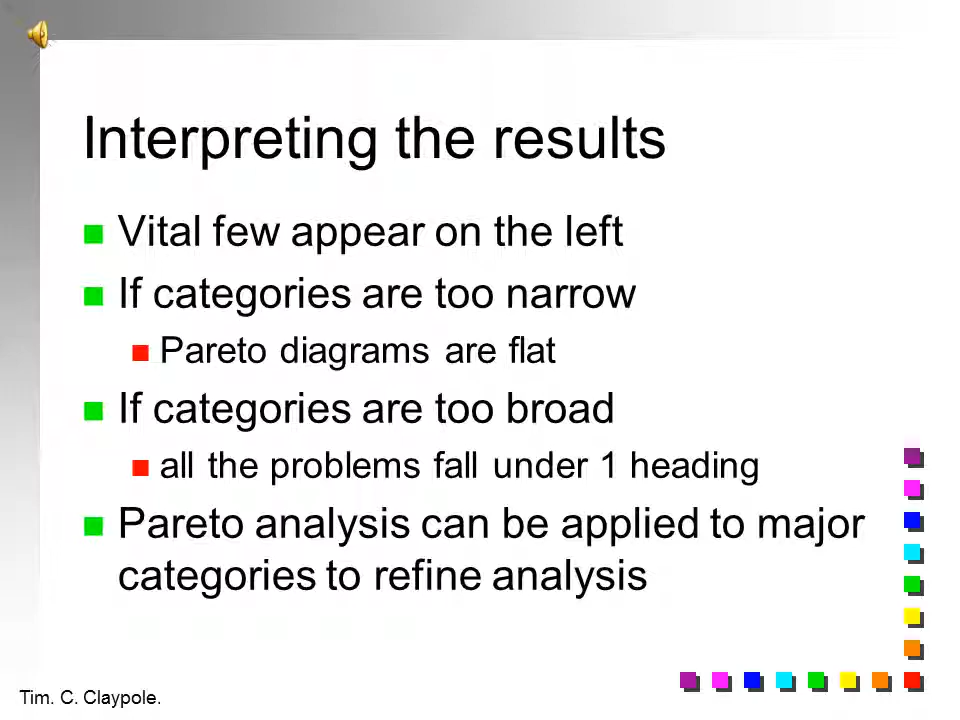 Interpreting the results
Vital few appear on the left
If categories are too narrow
Pareto diagrams are flat
If categories are too broad
all the problems fall under 1 heading
Pareto analysis can be applied to major
categories to refine analysis
Tim. C. Claypole.